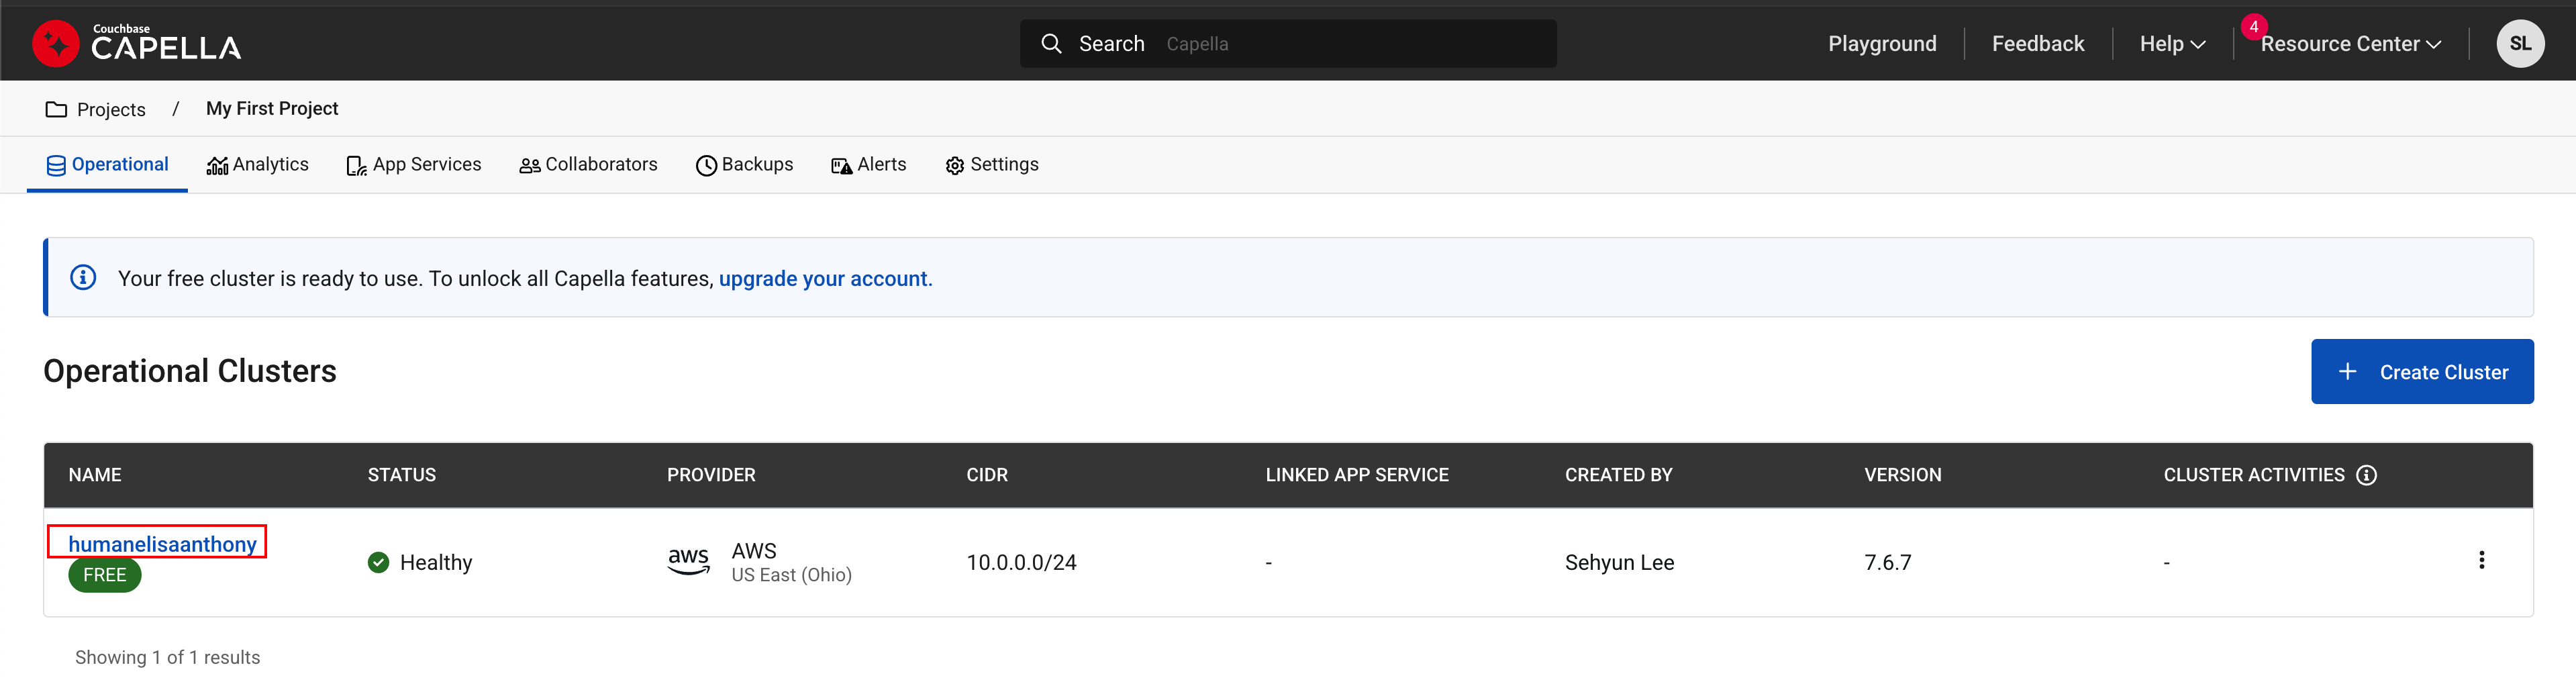 Couchbase
CAPELLA
Search Capella
Playground
Feedback
Help
4
Resource Center
SL
Projects / My First Project
Operational
Analytics
App Services
Collaborators
Backups
Alerts
Settings
Your free cluster is ready to use. To unlock all Capella features, upgrade your account.
Operational Clusters
+ Create Cluster
NAME STATUS PROVIDER CIDR LINKED APP SERVICE CREATED BY VERSION CLUSTER ACTIVITIES
humanelisaanthony
FREE
Healthy
aws
AWS
US East (Ohio)
10.0.0.0/24
-
Sehyun Lee
7.6.7
-
Showing 1 of 1 results